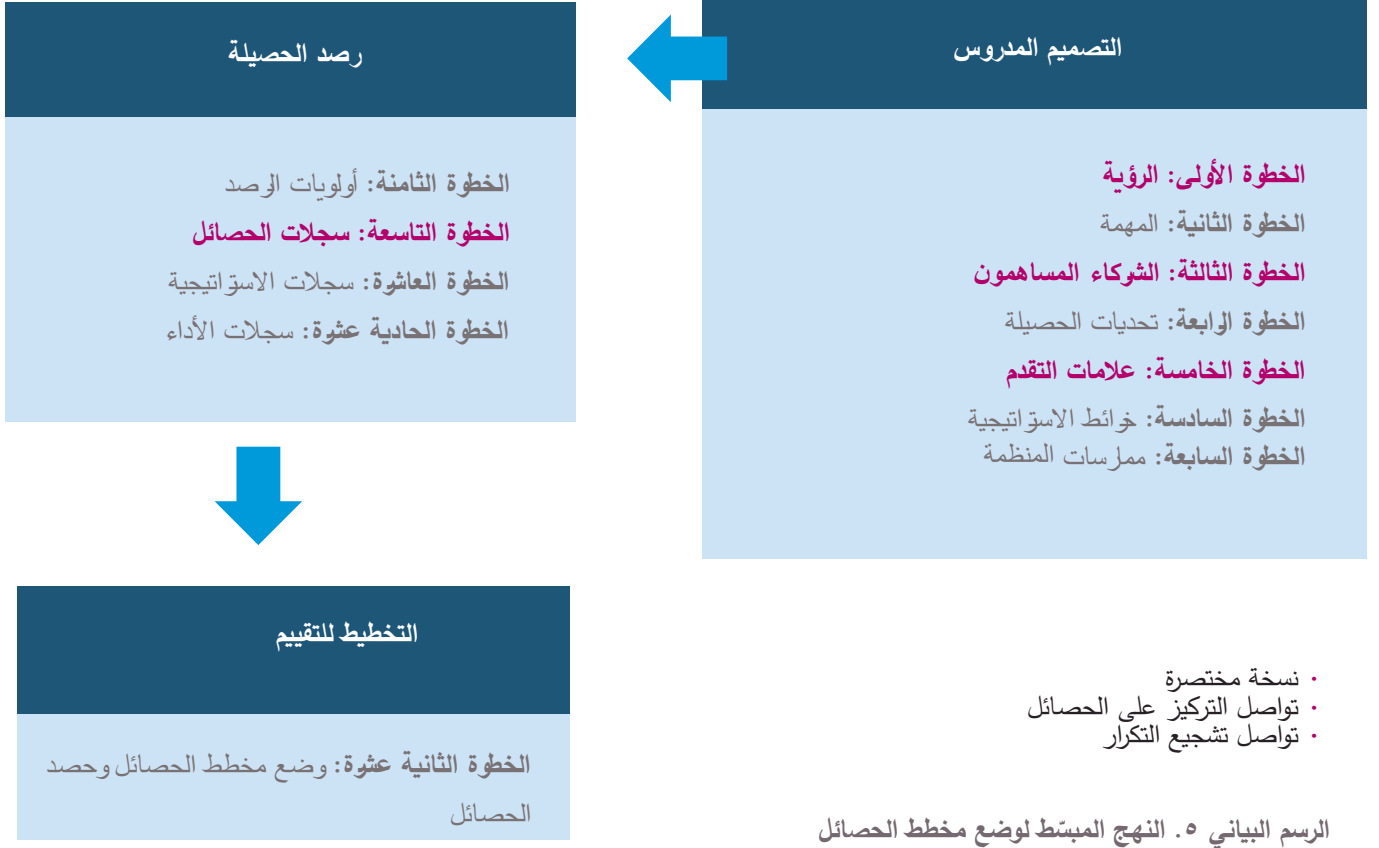 التصميم المدروس
الخطوة الأولى: الرؤية
الخطوة الثانية: المهمة
الخطوة الثالثة: الشركاء المساهمون
الخطوة الرابعة: تحديات الحصيلة
الخطوة الخامسة: علامات التقدم
الخطوة السادسة: خرائط الاستراتيجية
الخطوة السابعة: ممارسات المنظمة
رصد الحصيلة
الخطوة الثامنة: أولويات الرصد
الخطوة التاسعة: سجلات الحصائل
الخطوة العاشرة: سجلات الاستراتيجية
الخطوة الحادية عشرة: سجلات الأداء
التخطيط للتقييم
الخطوة الثانية عشرة: وضع مخطط الحصائل وحصد
الحصائل
· نسخة مختصرة
· تواصل التركيز على الحصائل
· تواصل تشجيع التكرار
الرسم البياني ٥. النهج المبسّط لوضع مخطط الحصائل